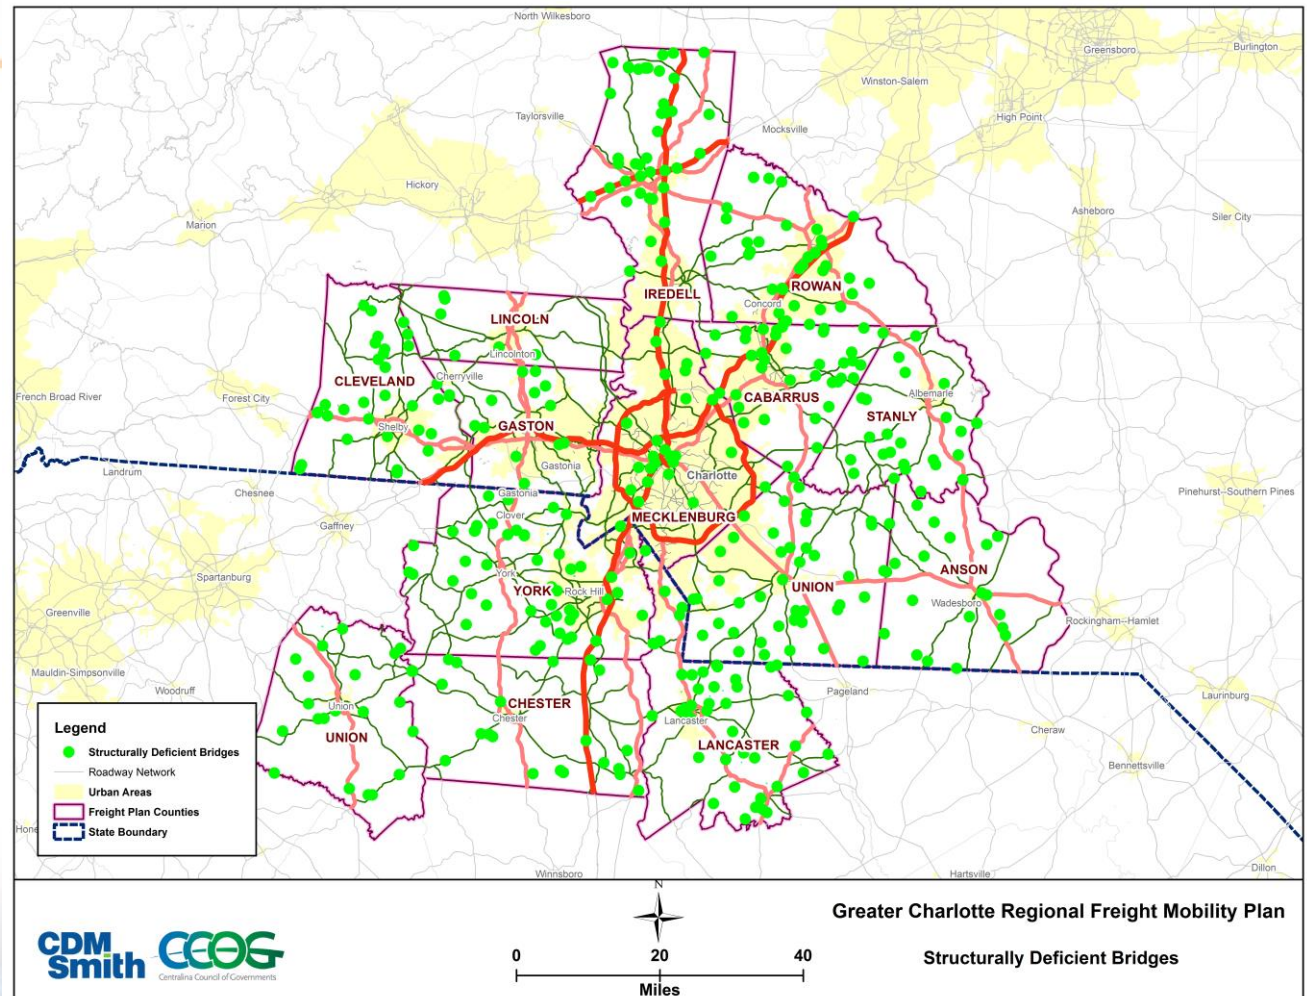 North Wilkesboro
Greensboro
Burlington
Winston-Salem
Taylorsville
High Point
Mocksville
Hickory
Asheboro
Siler City
Marion
IREDELL
ROWAN
Concord
LINCOLN
Lincolnton
CLEVELAND
Cherryville
CABARRUS
Albemarle
French Broad River
Forest City
STANLY
Shelby
GASTON
Gastonia
Charlotte
Landrum
Chesnee
Gastonia
Pinehurst--Southern Pines
Clover
MECKLENBURG
Gaffney
Spartanburg
York
YORK
Rock Hill
UNION
ANSON
Wadesboro
Greenville
Rockingham--Hamlet
Mauldin-Simpsonville
Woodruff
Union
Pageland
Laurinburg
CHESTER
Chester
Lancaster
Cheraw
UNION
LANCASTER
Bennettsville
Legend
Structurally Deficient Bridges
Roadway Network
Urban Areas
Freight Plan Counties
State Boundary
Hone
Winnsboro
Hartsville
Dillon
N
Greater Charlotte Regional Freight Mobility Plan
Structurally Deficient Bridges
CDM
Smith
CCOG
Centralina Council of Governments
0 20 40
Miles